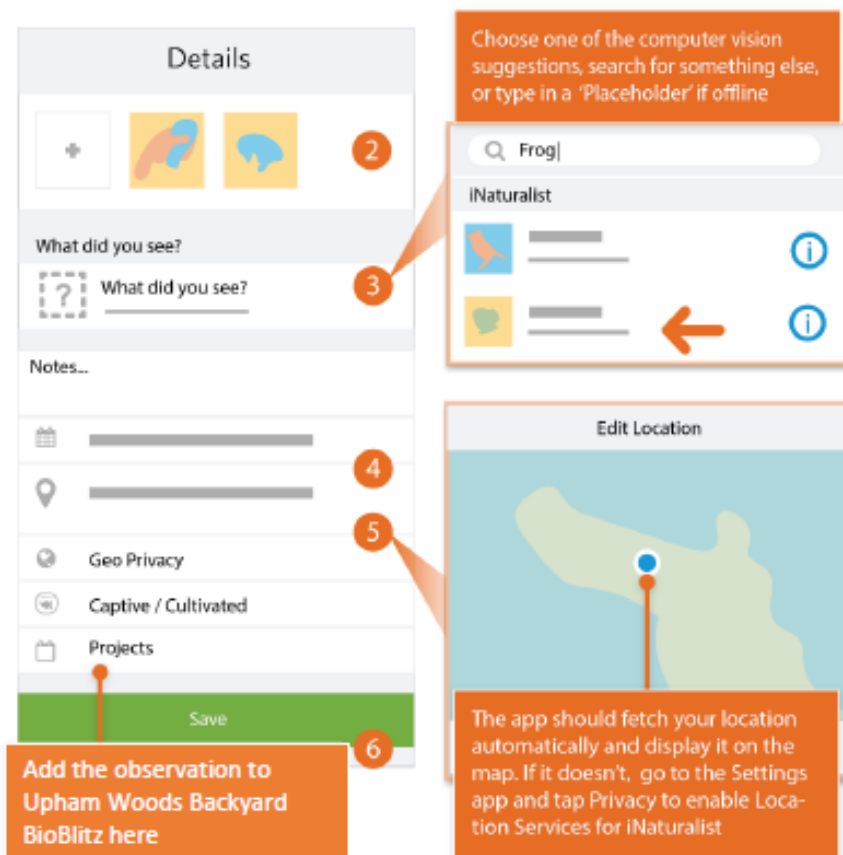 Details
2
What did you see?
?
What did you see?
3
Notes...
4
5
Geo Privacy
Captive / Cultivated
Projects
Save
6
Add the observation to
Upham Woods Backyard
BioBlitz here
Choose one of the computer vision
suggestions, search for something else,
or type in a ‘Placeholder’ if offline
Frog
iNaturalist
i
i
Edit Location
The app should fetch your location
automatically and display it on the
map. If it doesn't, go to the Settings
app and tap Privacy to enable Loca-
tion Services for iNaturalist